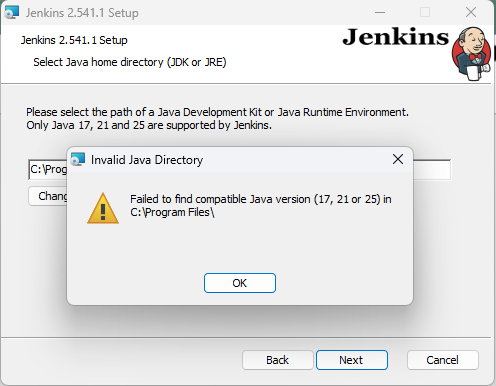 Jenkins 2.541.1 Setup
Jenkins 2.541.1 Setup
Jenkins
Select Java home directory (JDK or JRE)
Please select the path of a Java Development Kit or Java Runtime Environment.
Only Java 17, 21 and 25 are supported by Jenkins.
Invalid Java Directory
Failed to find compatible Java version (17, 21 or 25) in
C:\Program Files\
OK
Back
Next
Cancel